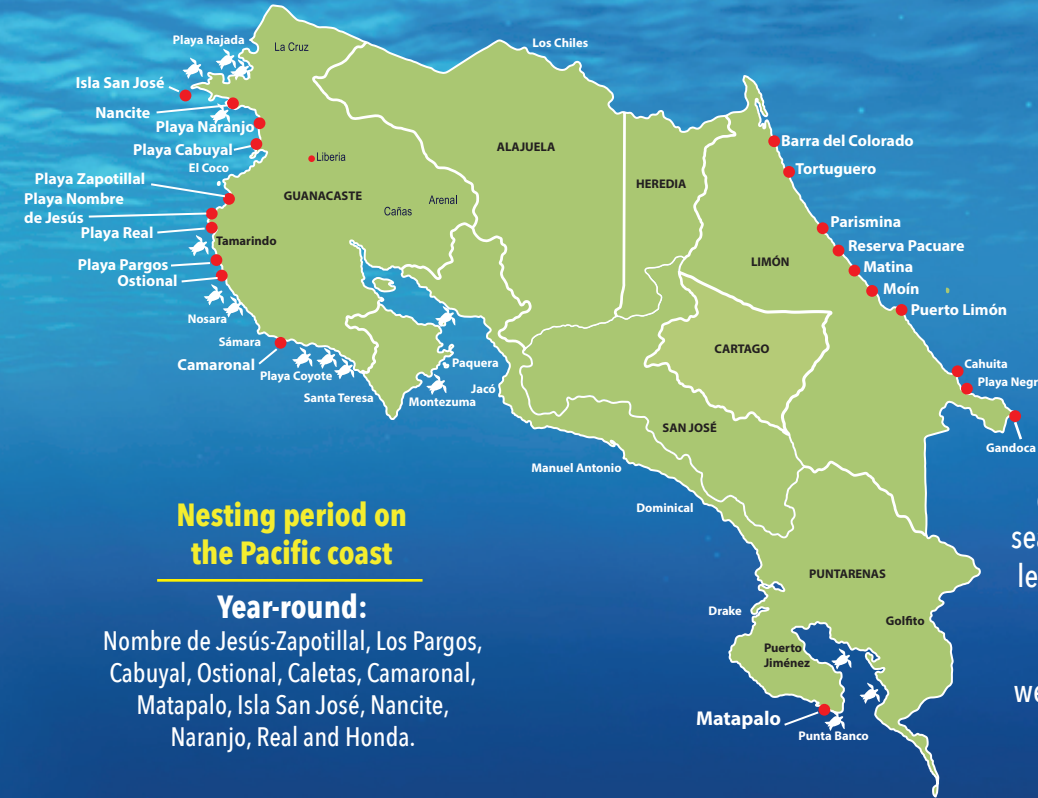 Playa Rajada
La Cruz
Los Chiles
Isla San José
Nancite
Playa Naranjo
Playa Cabuyal
El Coco
Liberia
Playa Zapotillal
Playa Nombre
de Jesús
Playa Real
Tamarindo
Playa Pargos
Ostional
Nosara
Sámara
Camaronal
Playa Coyote
Santa Teresa
Montezuma
Paquera
Jacó
GUANACASTE
Cañas
Arenal
ALAJUELA
HEREDIA
LIMÓN
CARTAGO
SAN JOSÉ
PUNTARENAS
Barra del Colorado
Tortuguero
Parismina
Reserva Pacuare
Matina
Moín
Puerto Limón
Cahuita
Playa Negr
Gandoca
Manuel Antonio
Dominical
Drake
Golfito
Puerto
Jiménez
Matapalo
Punta Banco
Nesting period on
the Pacific coast
Year-round:
Nombre de Jesús-Zapotillal, Los Pargos,
Cabuyal, Ostional, Caletas, Camaronal,
Matapalo, Isla San José, Nancite,
Naranjo, Real and Honda.